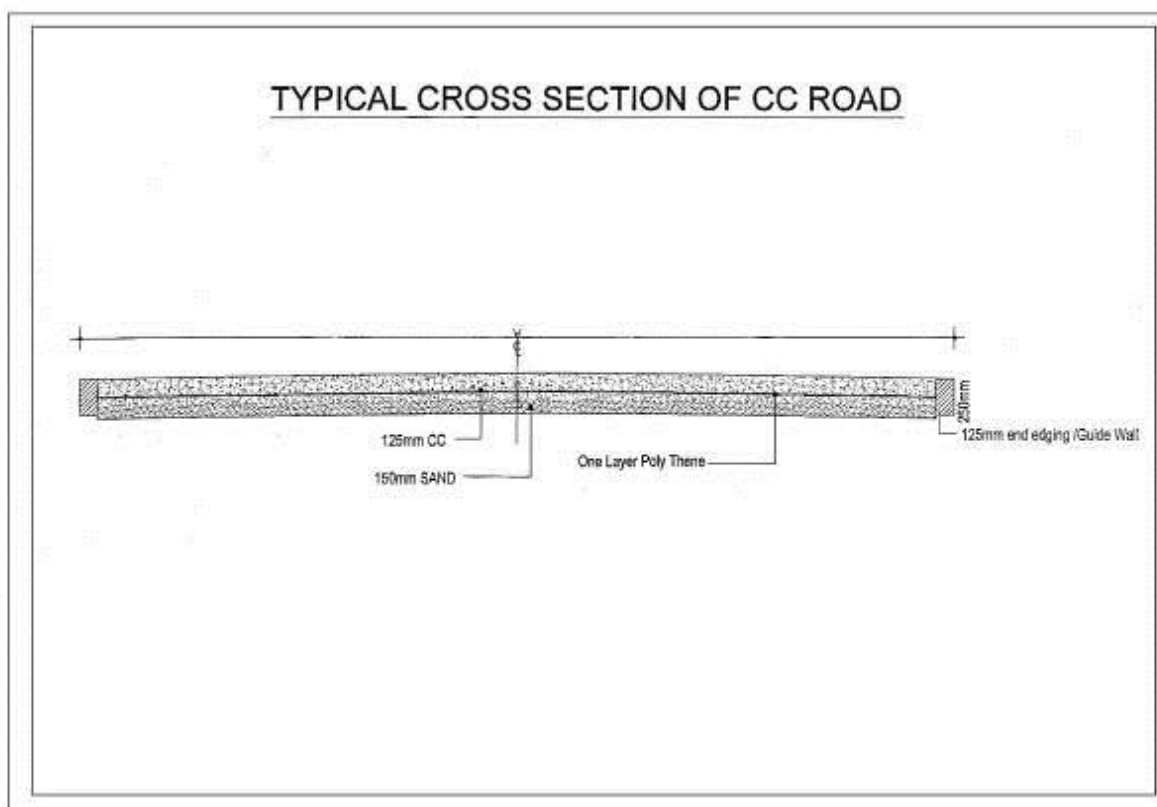 TYPICAL CROSS SECTION OF CC ROAD
250mm
125mm CC
125mm end edging /Guide Wall
One Layer Poly Thene
150mm SAND